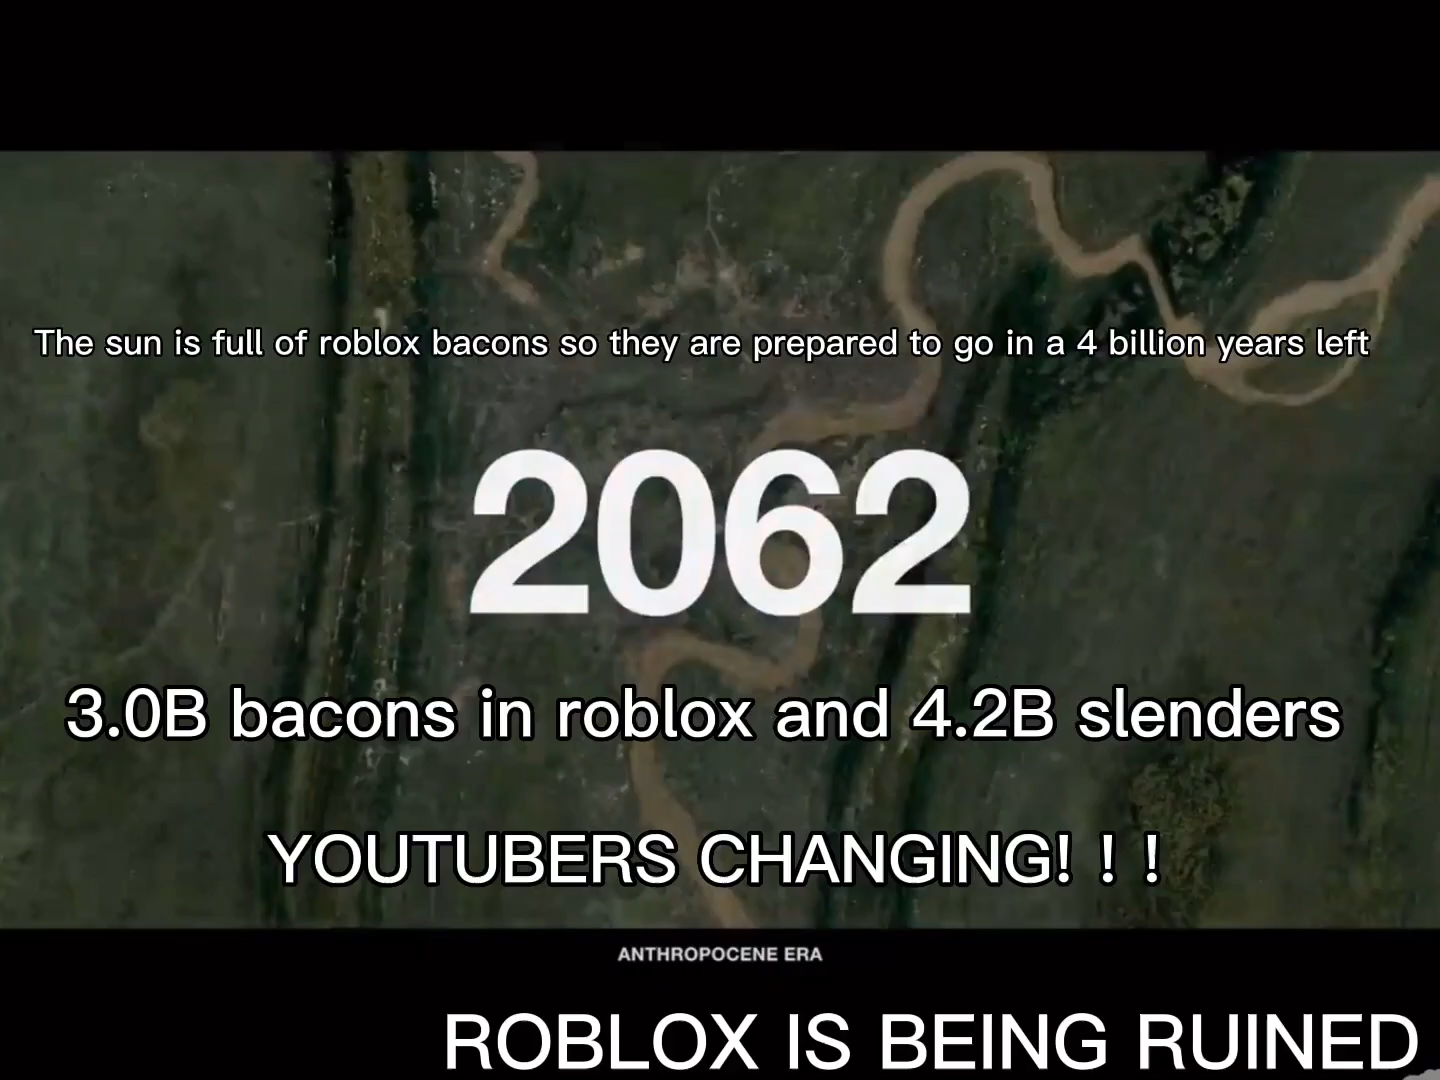 The sun is full of roblox bacons so they are prepared to go in a 4 billion years left
2062
3.0B bacons in roblox and 4.2B slenders
YOUTUBERS CHANGING! ! !
ANTHROPOCENE ERA
ROBLOX IS BEING RUINED